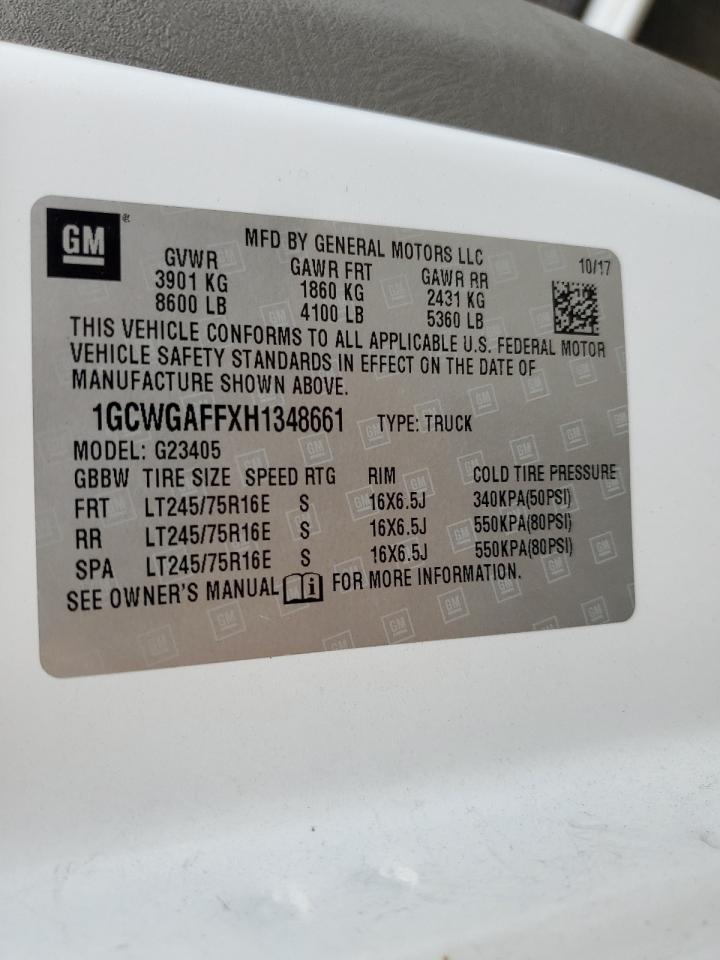 GM®
MFD BY GENERAL MOTORS LLC
10/17
GVWR GAWR FRT GAWR RR
3901 KG 1860 KG 2431 KG
8600 LB 4100 LB 5360 LB
THIS VEHICLE CONFORMS TO ALL APPLICABLE U.S. FEDERAL MOTOR
VEHICLE SAFETY STANDARDS IN EFFECT ON THE DATE OF
MANUFACTURE SHOWN ABOVE.
1GCWGAFFXH1348661 TYPE: TRUCK
MODEL: G23405
GBBW TIRE SIZE SPEED RTG RIM COLD TIRE PRESSURE
FRT LT245/75R16E S 16X6.5J 340KPA(50PSI)
RR LT245/75R16E S 16X6.5J 550KPA(80PSI)
SPA LT245/75R16E S 16X6.5J 550KPA(80PSI)
SEE OWNER'S MANUAL i FOR MORE INFORMATION.